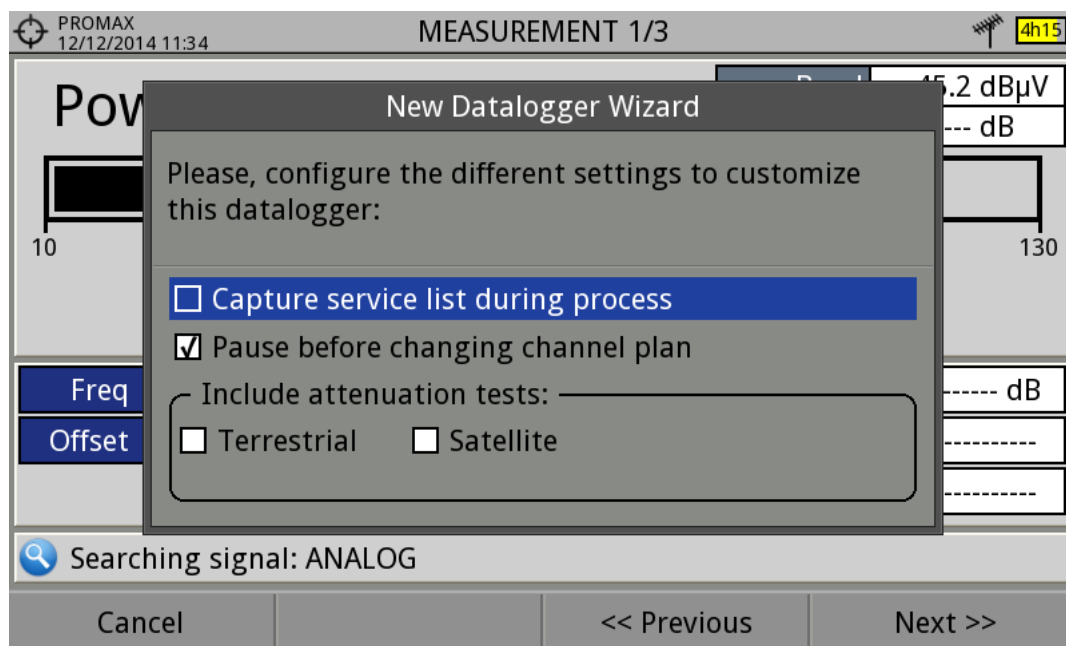 PROMAX
12/12/2014 11:34
MEASUREMENT 1/3
4h15
.2 dBµV
--- dB
10
130
New Datalogger Wizard
Please, configure the different settings to customize
this datalogger:
Capture service list during process
Pause before changing channel plan
Include attenuation tests:
Terrestrial Satellite
Freq
------ dB
Offset
----------
----------
Searching signal: ANALOG
Cancel
<< Previous
Next >>